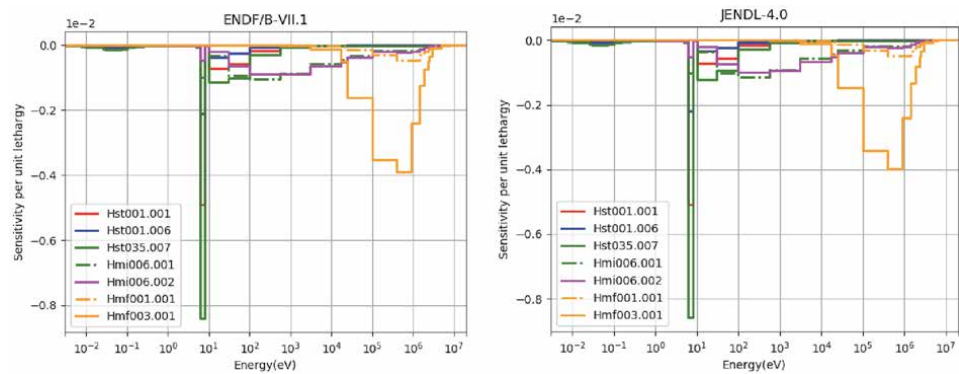 ENDF/B-VII.1
1e−2
0.0
−0.2
−0.4
−0.6
−0.8
Sensitivity per unit lethargy
Hst001.001
Hst001.006
Hst035.007
Hmi006.001
Hmi006.002
Hmf001.001
Hmf003.001
10⁻² 10⁻¹ 10⁰ 10¹ 10² 10³ 10⁴ 10⁵ 10⁶ 10⁷
Energy(eV)
JENDL-4.0
1e−2
0.0
−0.2
−0.4
−0.6
−0.8
Sensitivity per unit lethargy
Hst001.001
Hst001.006
Hst035.007
Hmi006.001
Hmi006.002
Hmf001.001
Hmf003.001
10⁻² 10⁻¹ 10⁰ 10¹ 10² 10³ 10⁴ 10⁵ 10⁶ 10⁷
Energy(eV)